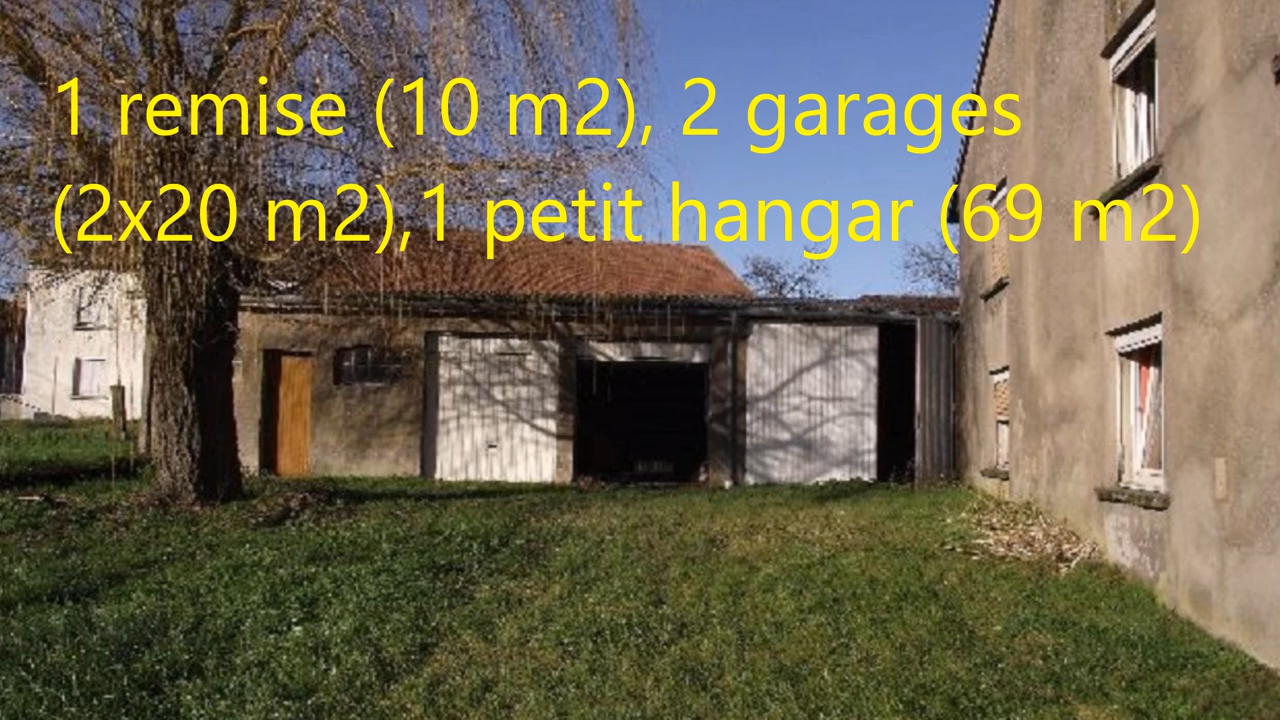 1 remise (10 m2), 2 garages
(2x20 m2),1 petit hangar (69 m2)